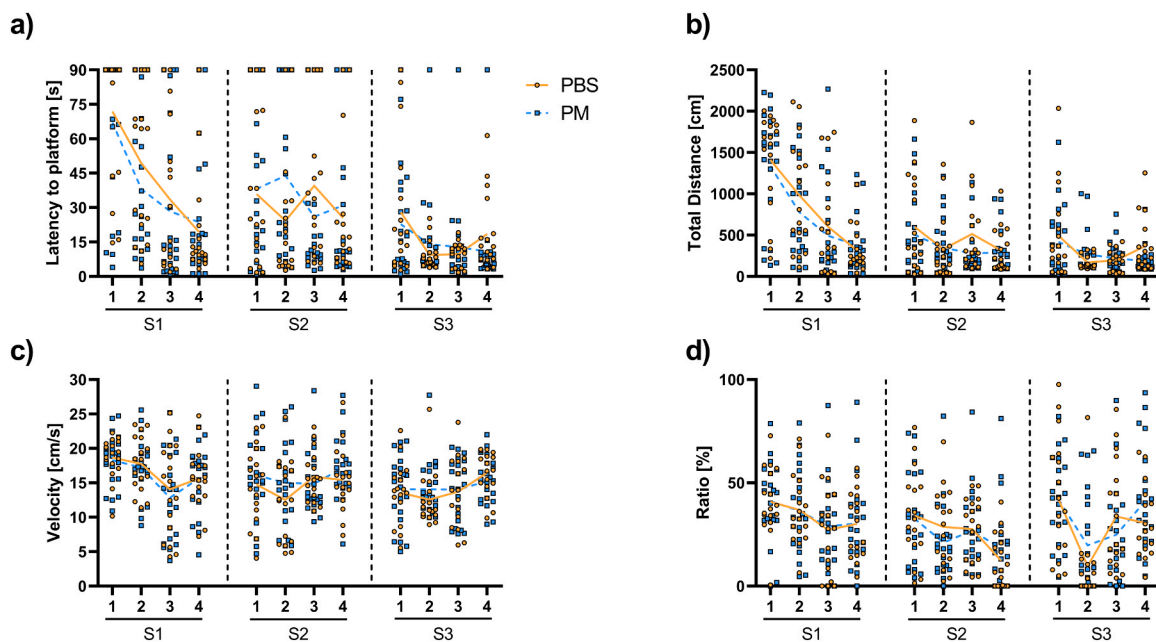 a)
Latency to platform [s]
90
75
60
45
30
15
0
1 2 3 4 1 2 3 4 1 2 3 4
S1 S2 S3
PBS
PM
b)
Total Distance [cm]
2500
2000
1500
1000
500
0
1 2 3 4 1 2 3 4 1 2 3 4
S1 S2 S3
c)
Velocity [cm/s]
30
25
20
15
10
5
0
1 2 3 4 1 2 3 4 1 2 3 4
S1 S2 S3
d)
Ratio [%]
100
50
0
1 2 3 4 1 2 3 4 1 2 3 4
S1 S2 S3